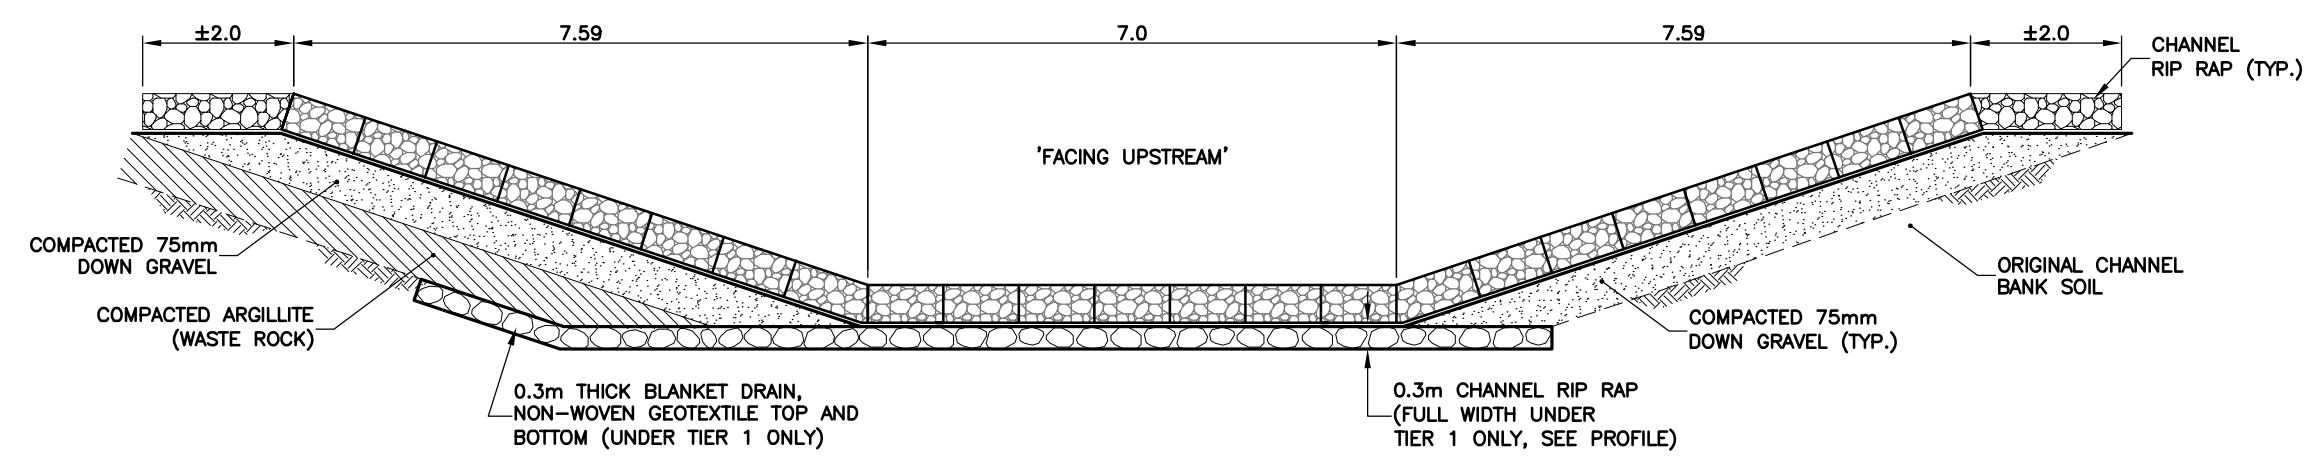 ±2.0
7.59
7.0
7.59
±2.0
CHANNEL
RIP RAP (TYP.)
'FACING UPSTREAM'
COMPACTED 75mm
DOWN GRAVEL
COMPACTED ARGILLITE
(WASTE ROCK)
ORIGINAL CHANNEL
BANK SOIL
COMPACTED 75mm
DOWN GRAVEL (TYP.)
0.3m THICK BLANKET DRAIN,
NON-WOVEN GEOTEXTILE TOP AND
BOTTOM (UNDER TIER 1 ONLY)
0.3m CHANNEL RIP RAP
(FULL WIDTH UNDER
TIER 1 ONLY, SEE PROFILE)